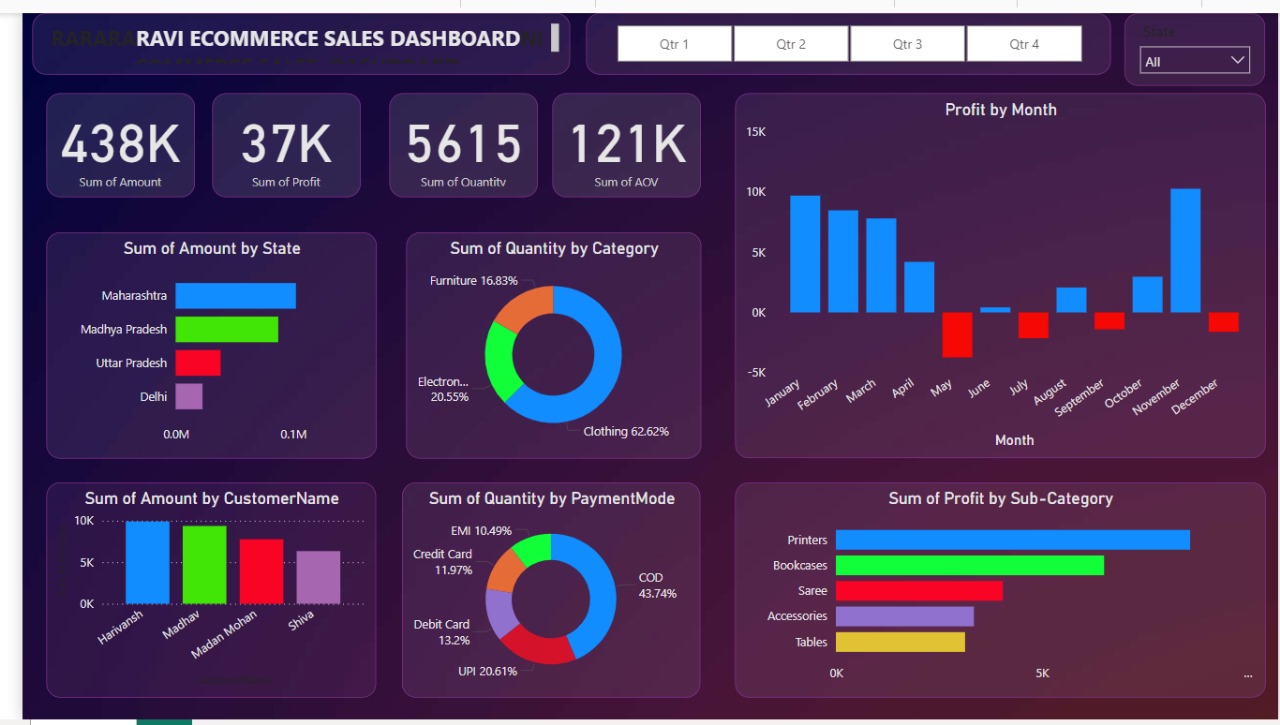 RAVI ECOMMERCE SALES DASHBOARD
Qtr 1
Qtr 2
Qtr 3
Qtr 4
State
All
438K
Sum of Amount
37K
Sum of Profit
5615
Sum of Quantity
121K
Sum of AOV
Profit by Month
15K
10K
5K
0K
-5K
January
February
March
April
May
June
July
August
September
October
November
December
Month
Sum of Amount by State
Maharashtra
Madhya Pradesh
Uttar Pradesh
Delhi
0.0M
0.1M
Sum of Quantity by Category
Furniture 16.83%
Electron...
20.55%
Clothing 62.62%
Sum of Amount by CustomerName
10K
5K
0K
Harivansh
Madhav
Madan Mohan
Shiva
Sum of Quantity by PaymentMode
EMI 10.49%
Credit Card
11.97%
Debit Card
13.2%
UPI 20.61%
COD
43.74%
Sum of Profit by Sub-Category
Printers
Bookcases
Saree
Accessories
Tables
0K
5K
...